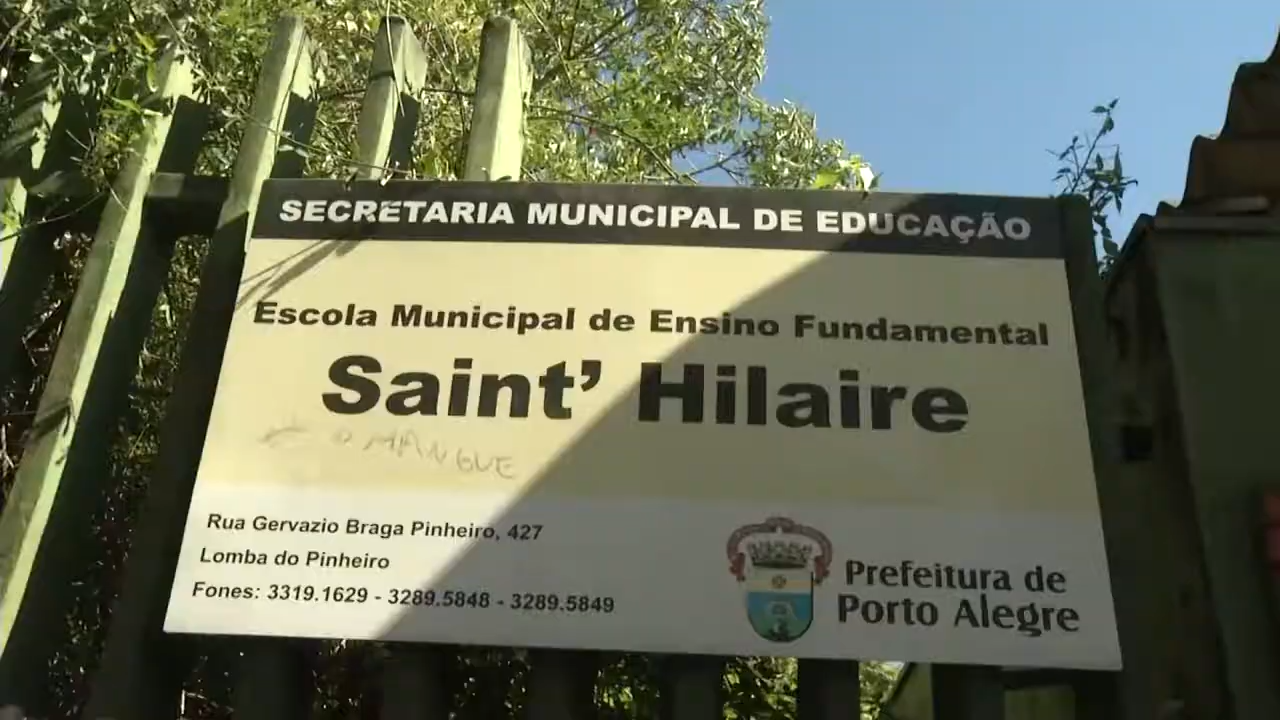 SECRETARIA MUNICIPAL DE EDUCAÇÃO
Escola Municipal de Ensino Fundamental
Saint' Hilaire
O MANGUE
Rua Gervazio Braga Pinheiro, 427
Lomba do Pinheiro
Fones: 3319.1629 - 3289.5848 - 3289.5849
Prefeitura de
Porto Alegre